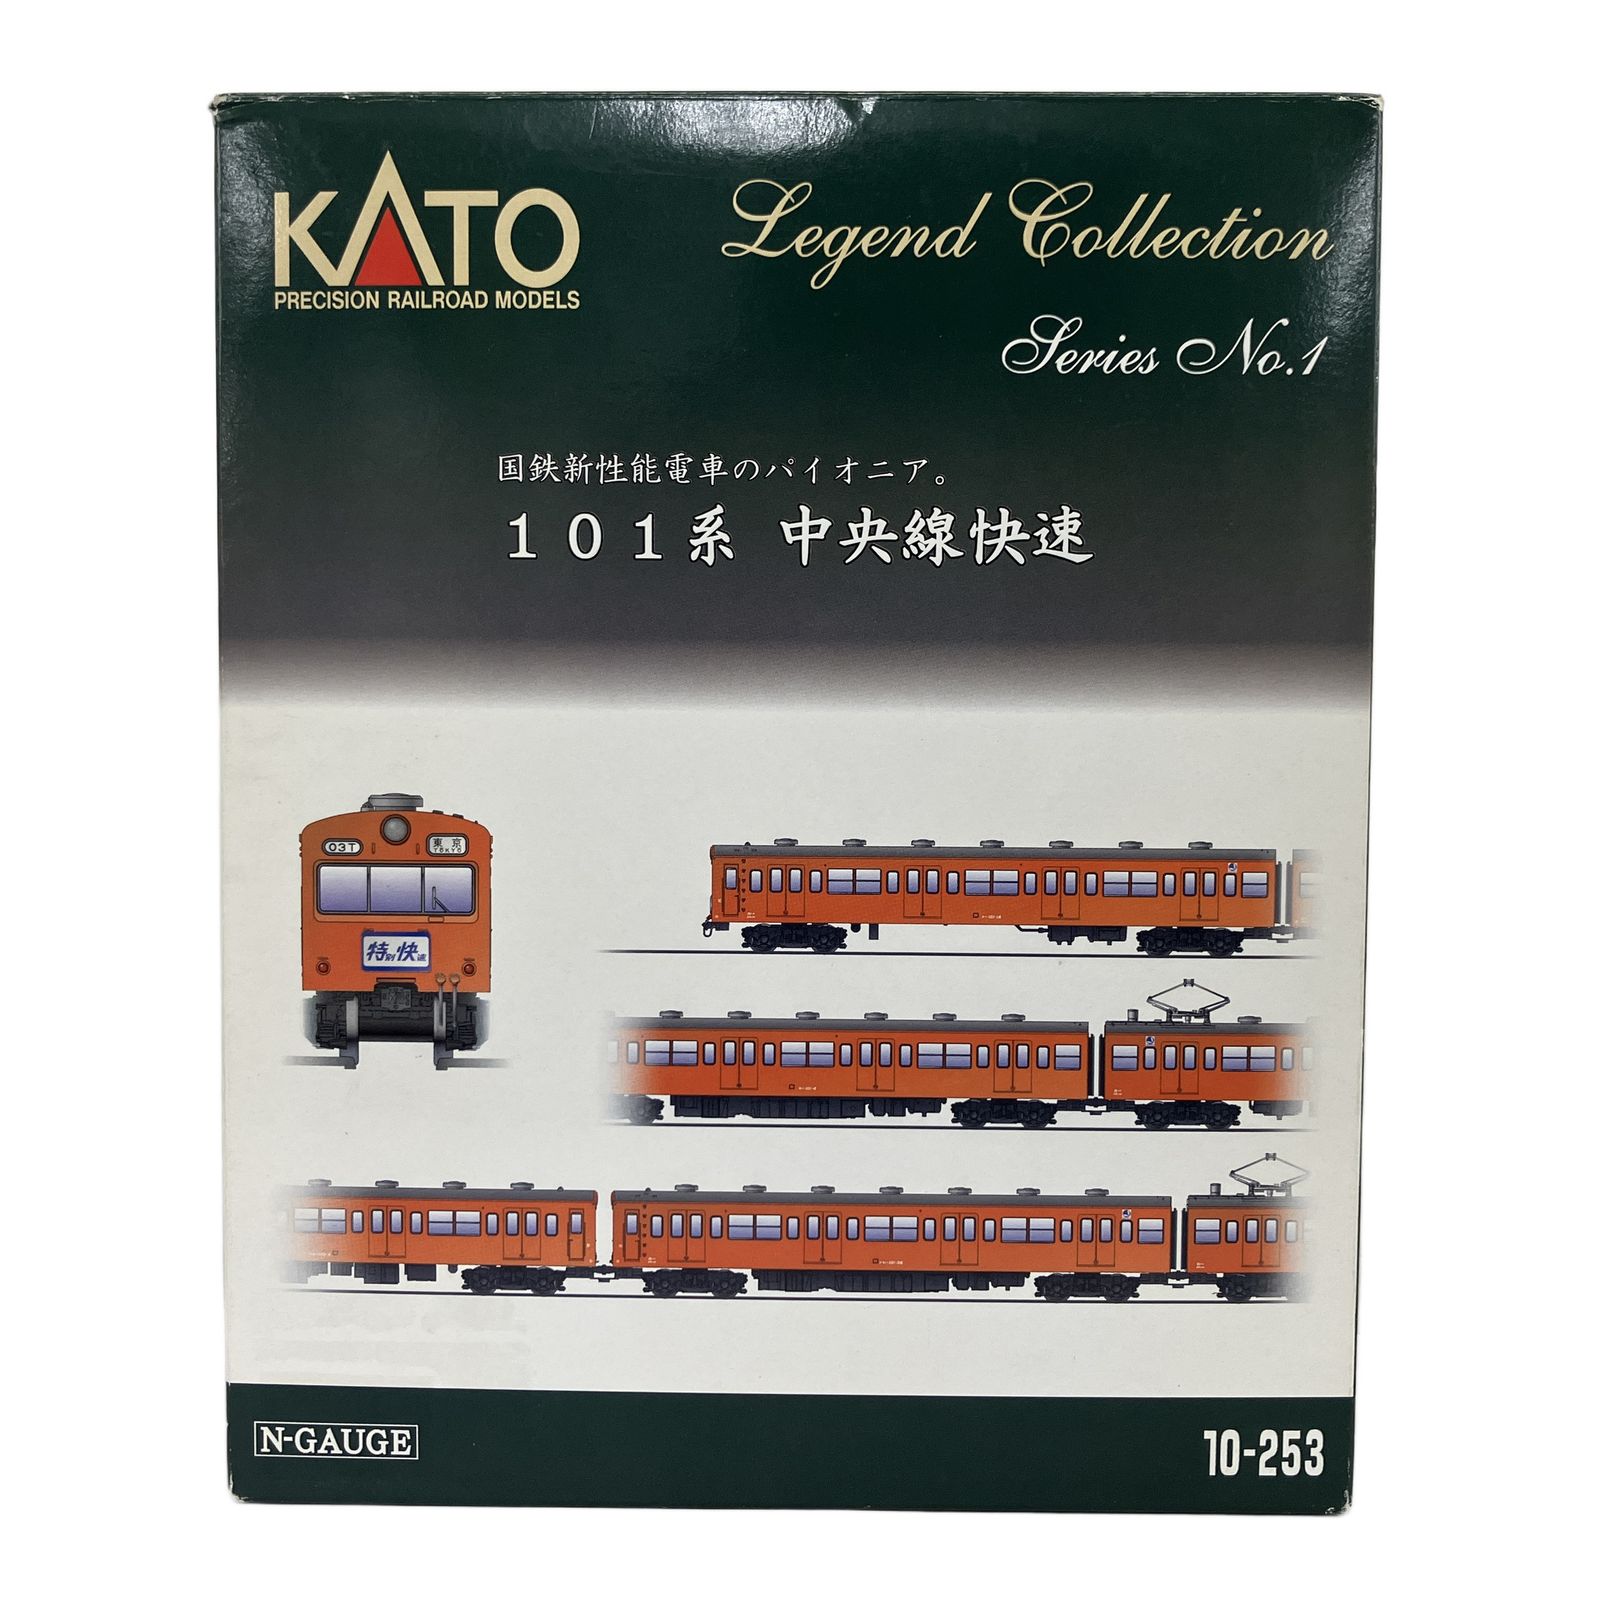 KATO
PRECISION RAILROAD MODELS
Legend Collection
Series No.1
国鉄新性能電車のパイオニア。
101系 中央線快速
03T
東京
TOKYO
特別快速
N-GAUGE
10-253